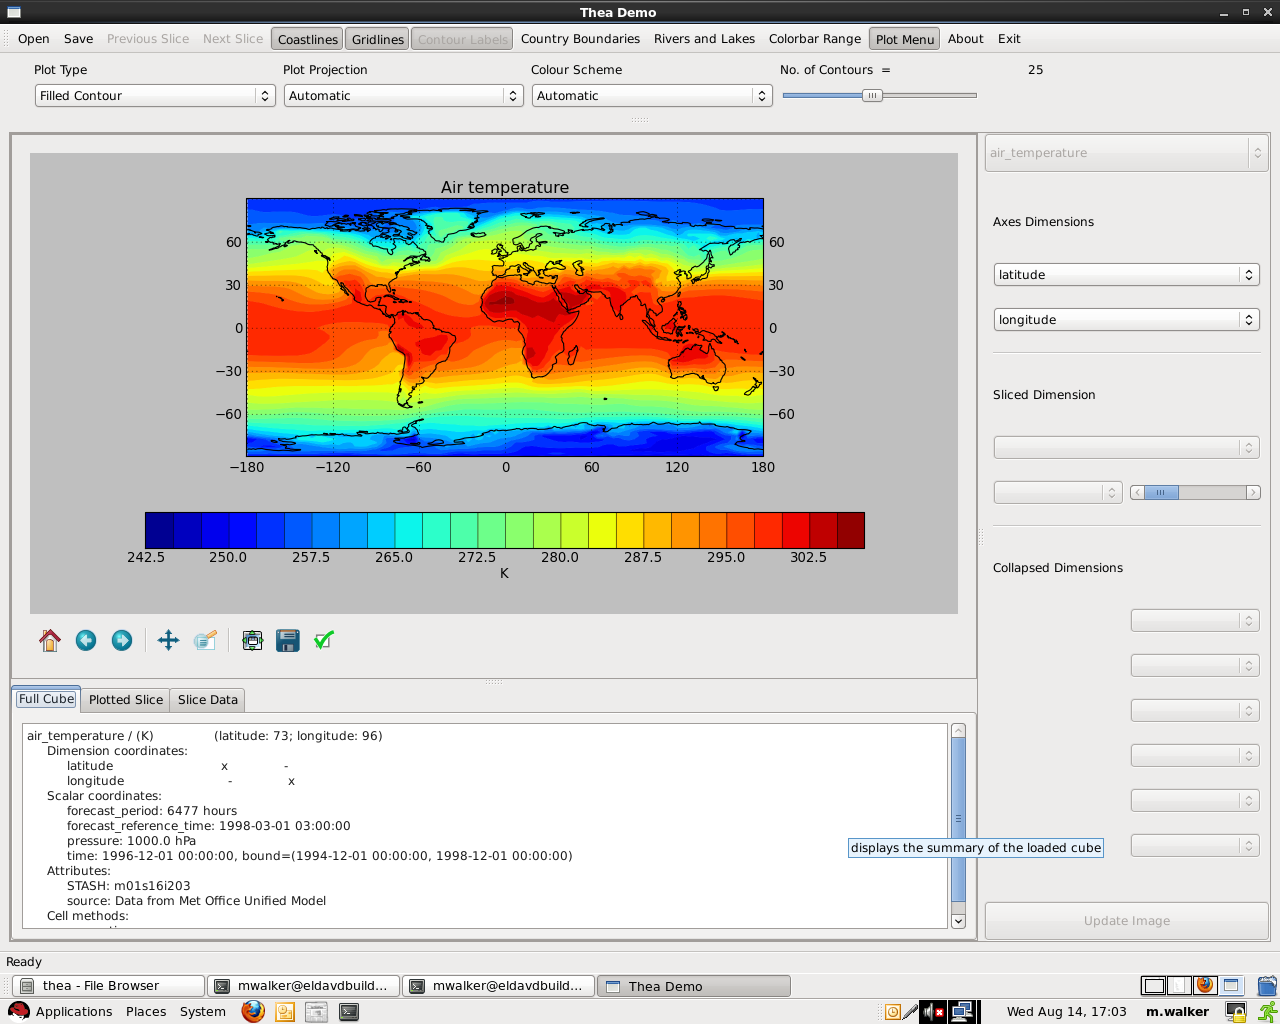 Thea Demo
Open Save Previous Slice Next Slice Coastlines Gridlines Contour Labels Country Boundaries Rivers and Lakes Colorbar Range Plot Menu About Exit
Plot Type Plot Projection Colour Scheme No. of Contours = 25
Filled Contour Automatic Automatic
air_temperature
Air temperature
Axes Dimensions
60 60
latitude
30 30
longitude
0 0
−30 −30
Sliced Dimension
−60 −60
−180 −120 −60 0 60 120 180
242.5 250.0 257.5 265.0 272.5 280.0 287.5 295.0 302.5
K
Collapsed Dimensions
Full Cube Plotted Slice Slice Data
air_temperature / (K) (latitude: 73; longitude: 96)
Dimension coordinates:
latitude x -
longitude - x
Scalar coordinates:
forecast_period: 6477 hours
forecast_reference_time: 1998-03-01 03:00:00
pressure: 1000.0 hPa
time: 1996-12-01 00:00:00, bound=(1994-12-01 00:00:00, 1998-12-01 00:00:00)
displays the summary of the loaded cube
Attributes:
STASH: m01s16i203
source: Data from Met Office Unified Model
Cell methods:
Update Image
Ready
thea - File Browser mwalker@eldavdbuild... mwalker@eldavdbuild... Thea Demo
Applications Places System Wed Aug 14, 17:03 m.walker